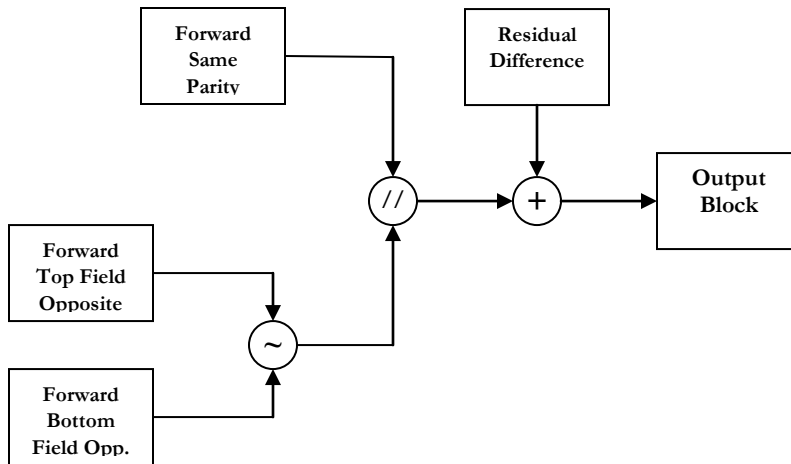 Forward
Same
Parity
Residual
Difference
//
+
Output
Block
Forward
Top Field
Opposite
~
Forward
Bottom
Field Opp.